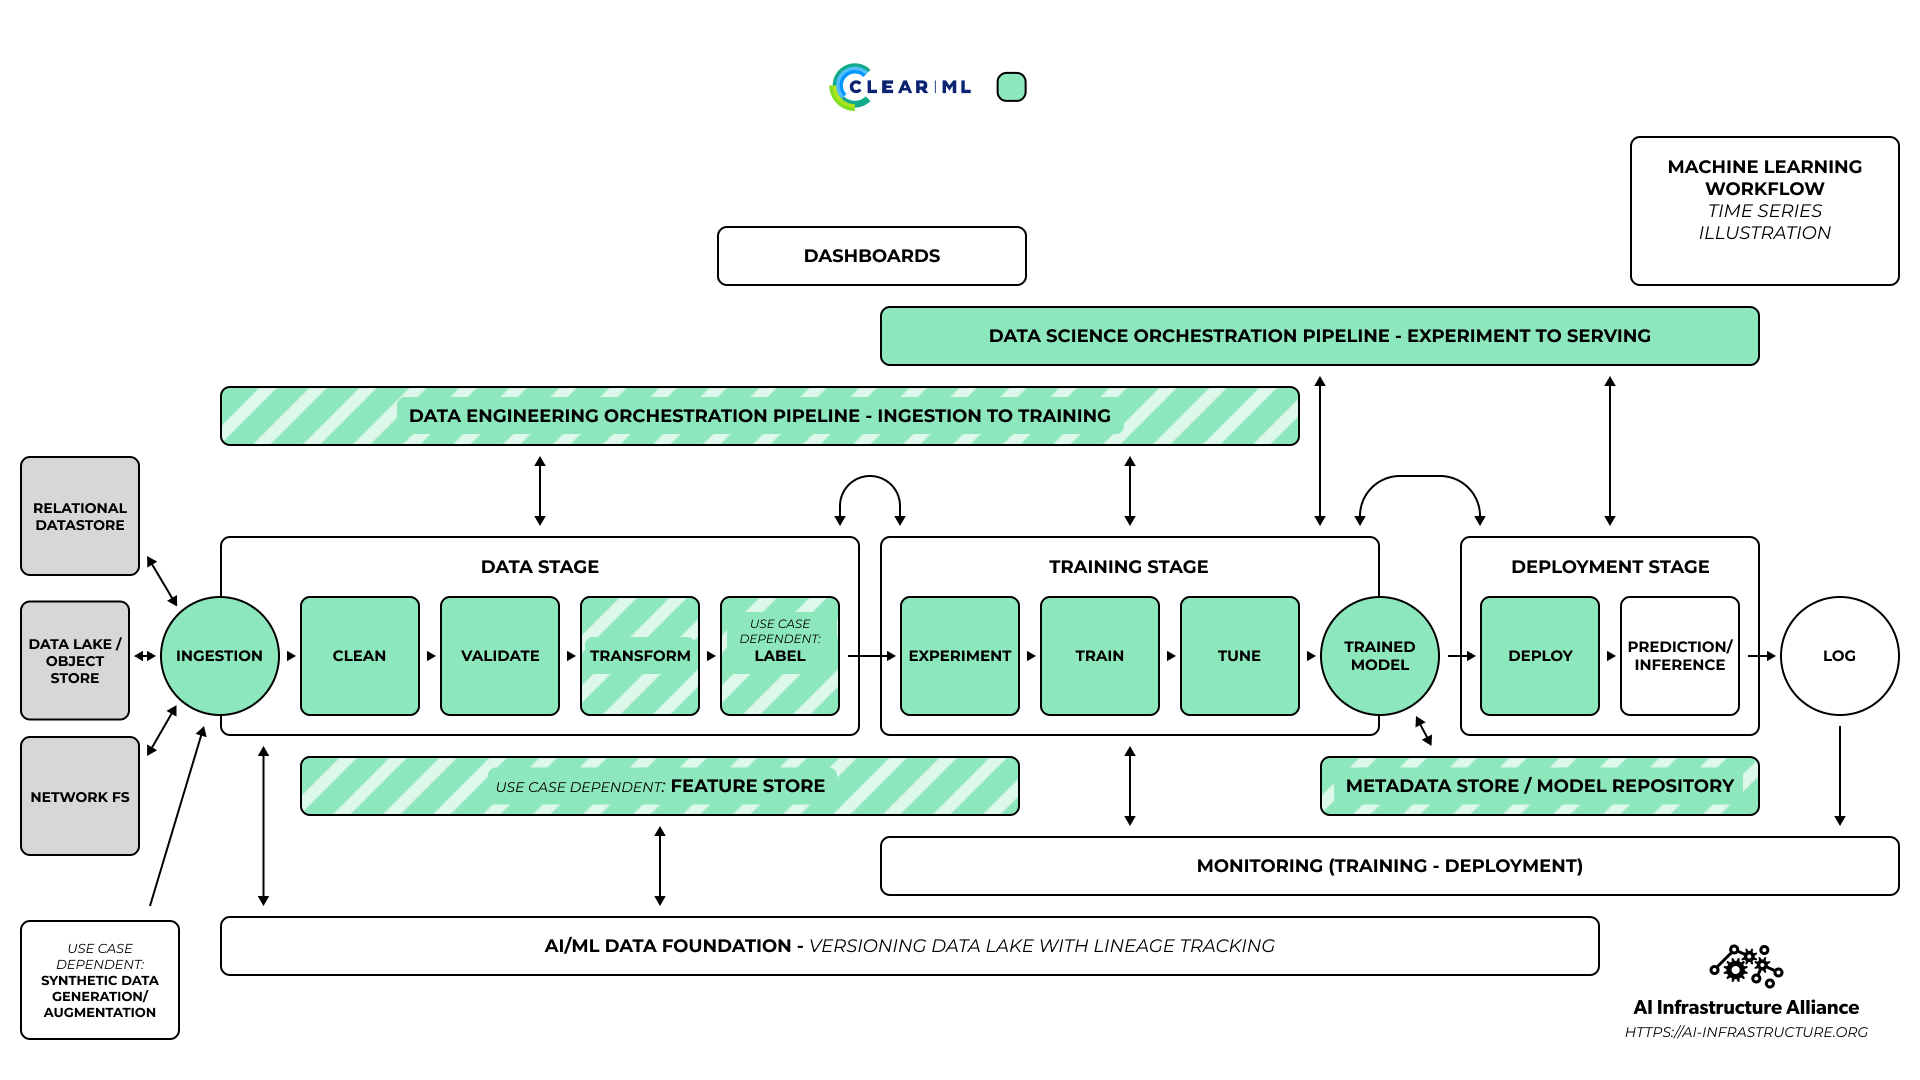 CLEAR|ML
MACHINE LEARNING
WORKFLOW
TIME SERIES
ILLUSTRATION
DASHBOARDS
DATA SCIENCE ORCHESTRATION PIPELINE - EXPERIMENT TO SERVING
DATA ENGINEERING ORCHESTRATION PIPELINE - INGESTION TO TRAINING
RELATIONAL
DATASTORE
DATA LAKE /
OBJECT
STORE
NETWORK FS
INGESTION
DATA STAGE
CLEAN
VALIDATE
TRANSFORM
USE CASE
DEPENDENT:
LABEL
TRAINING STAGE
EXPERIMENT
TRAIN
TUNE
TRAINED
MODEL
DEPLOYMENT STAGE
DEPLOY
PREDICTION/
INFERENCE
LOG
USE CASE DEPENDENT: FEATURE STORE
METADATA STORE / MODEL REPOSITORY
MONITORING (TRAINING - DEPLOYMENT)
AI/ML DATA FOUNDATION - VERSIONING DATA LAKE WITH LINEAGE TRACKING
USE CASE
DEPENDENT:
SYNTHETIC DATA
GENERATION/
AUGMENTATION
AI Infrastructure Alliance
HTTPS://AI-INFRASTRUCTURE.ORG